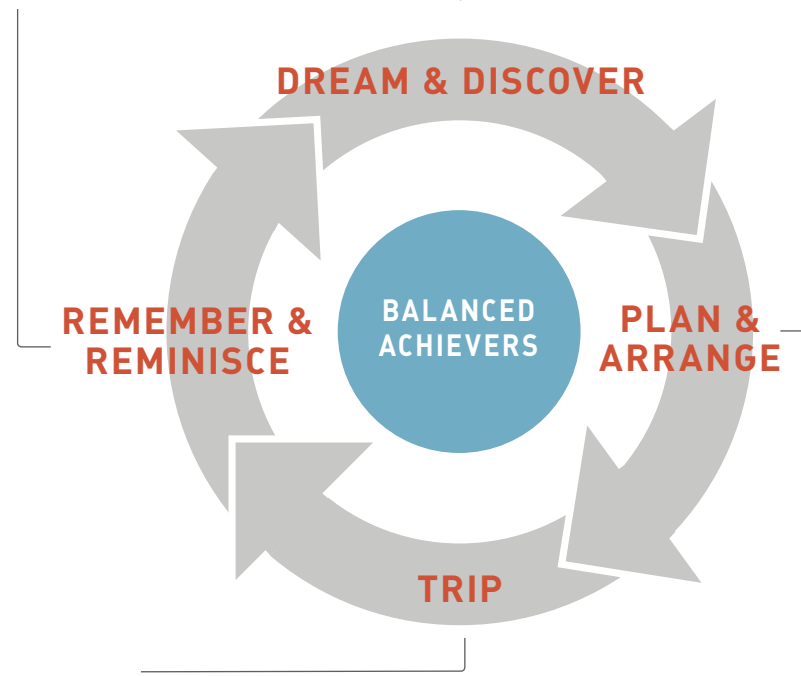 DREAM & DISCOVER
PLAN &
ARRANGE
TRIP
REMEMBER &
REMINISCE
BALANCED
ACHIEVERS